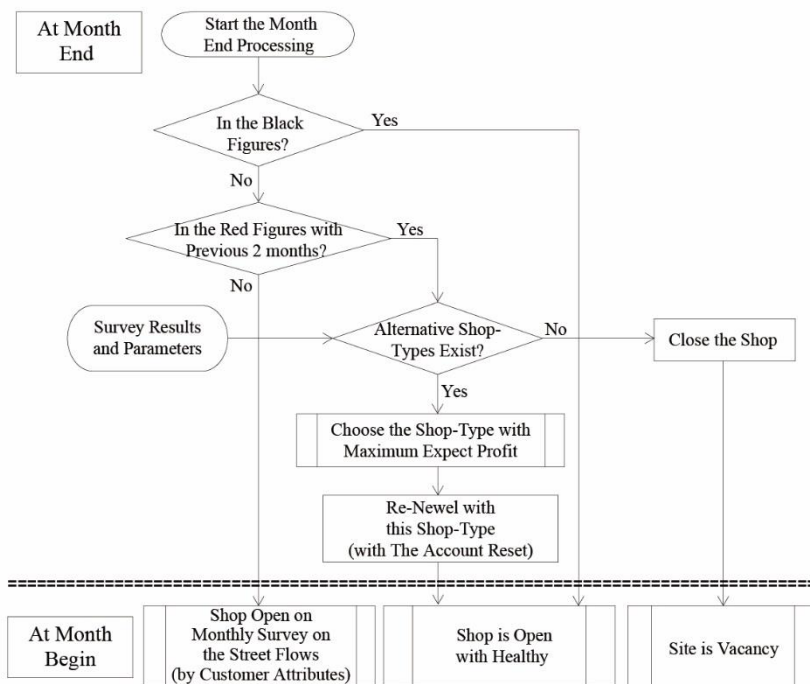 At Month
End
Start the Month
End Processing
In the Black
Figures?
Yes
No
In the Red Figures with
Previous 2 months?
Yes
No
Survey Results
and Parameters
Alternative Shop-
Types Exist?
No
Close the Shop
Yes
Choose the Shop-Type with
Maximum Expect Profit
Re-Newel with
this Shop-Type
(with The Account Reset)
At Month
Begin
Shop Open on
Monthly Survey on
the Street Flows
(by Customer Attributes)
Shop is Open
with Healthy
Site is Vacancy